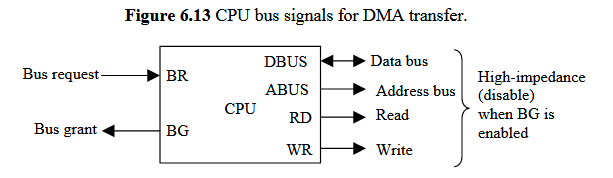 Figure 6.13 CPU bus signals for DMA transfer.
DBUS
Data bus
Bus request
BR
High-impedance
ABUS
Address bus
(disable)
CPU
RD
Read
when BG is
Bus grant
BG
enabled
WR
Write